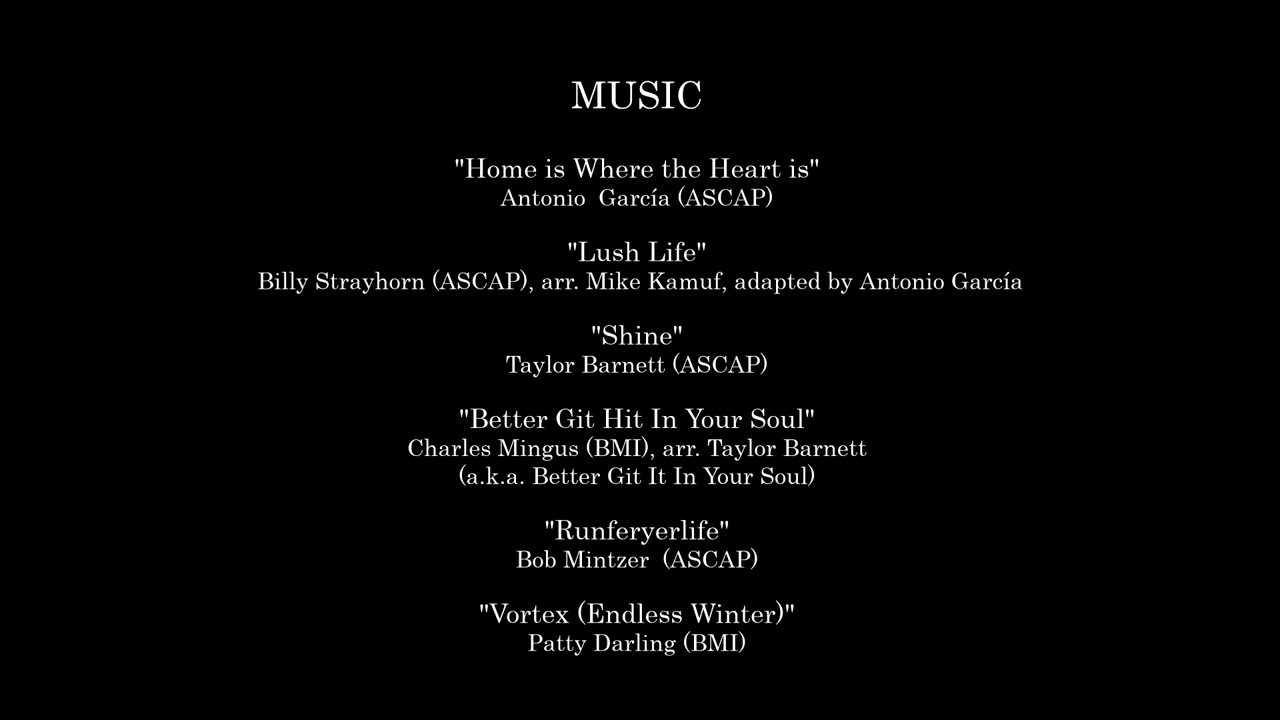 MUSIC
"Home is Where the Heart is"
Antonio  García (ASCAP)
"Lush Life"
Billy Strayhorn (ASCAP), arr. Mike Kamuf, adapted by Antonio García
"Shine"
Taylor Barnett (ASCAP)
"Better Git Hit In Your Soul"
Charles Mingus (BMI), arr. Taylor Barnett
(a.k.a. Better Git It In Your Soul)
"Runferyerlife"
Bob Mintzer  (ASCAP)
"Vortex (Endless Winter)"
Patty Darling (BMI)